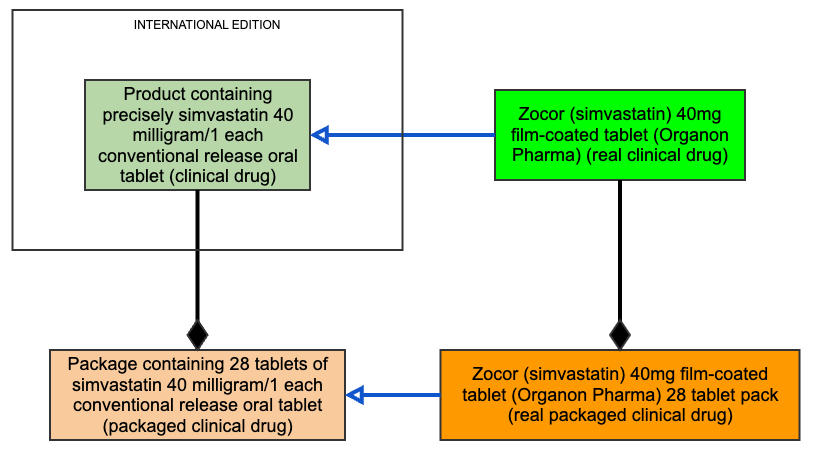 INTERNATIONAL EDITION
Product containing
precisely simvastatin 40
milligram/1 each
conventional release oral
tablet (clinical drug)
Zocor (simvastatin) 40mg
film-coated tablet (Organon
Pharma) (real clinical drug)
Package containing 28 tablets of
simvastatin 40 milligram/1 each
conventional release oral tablet
(packaged clinical drug)
Zocor (simvastatin) 40mg film-coated
tablet (Organon Pharma) 28 tablet pack
(real packaged clinical drug)